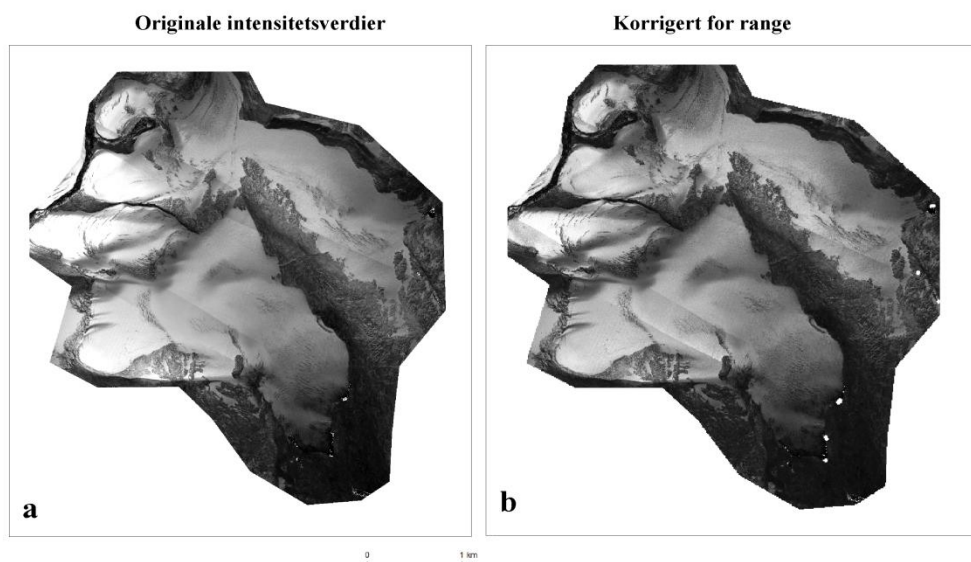 Originale intensitetsverdier
Korrigert for range
a
b
0 1 km